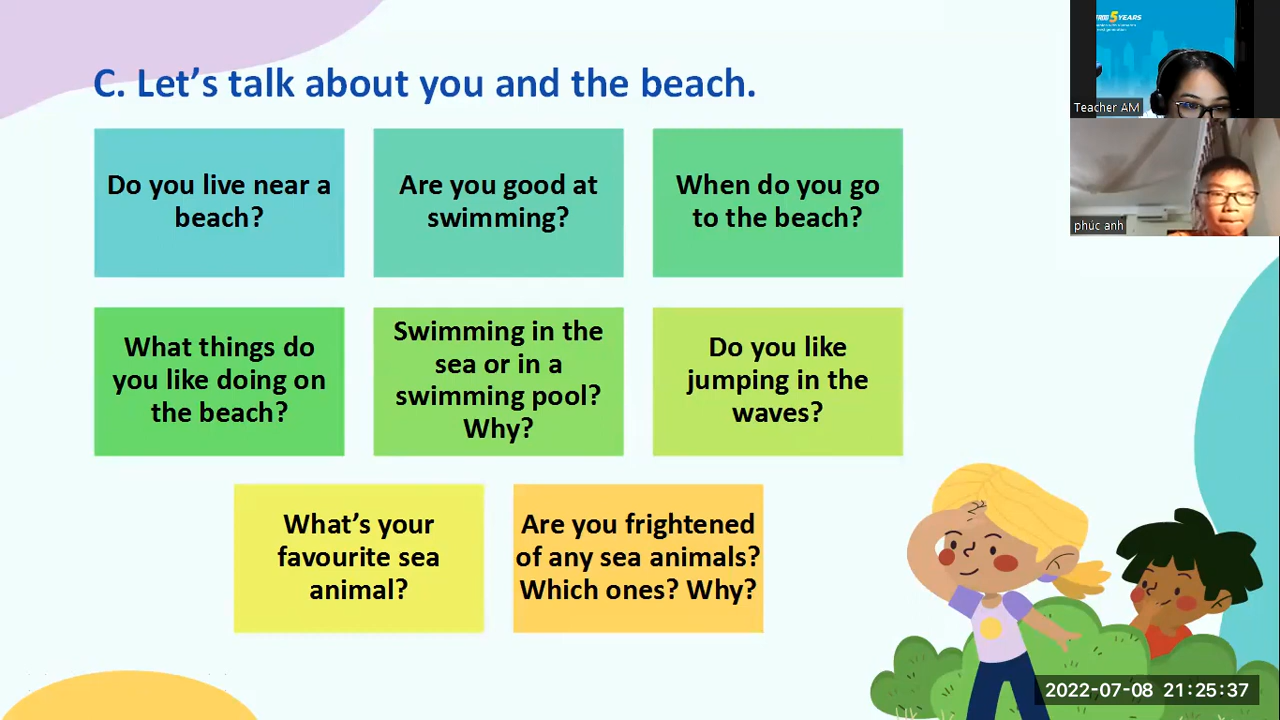 C. Let's talk about you and the beach.
Do you live near a
beach?
Are you good at
swimming?
When do you go
to the beach?
What things do
you like doing on
the beach?
Swimming in the
sea or in a
swimming pool?
Why?
Do you like
jumping in the
waves?
What's your
favourite sea
animal?
Are you frightened
of any sea animals?
Which ones? Why?
5 YEARS
Teacher AM
phúc anh
2022-07-08 21:25:37